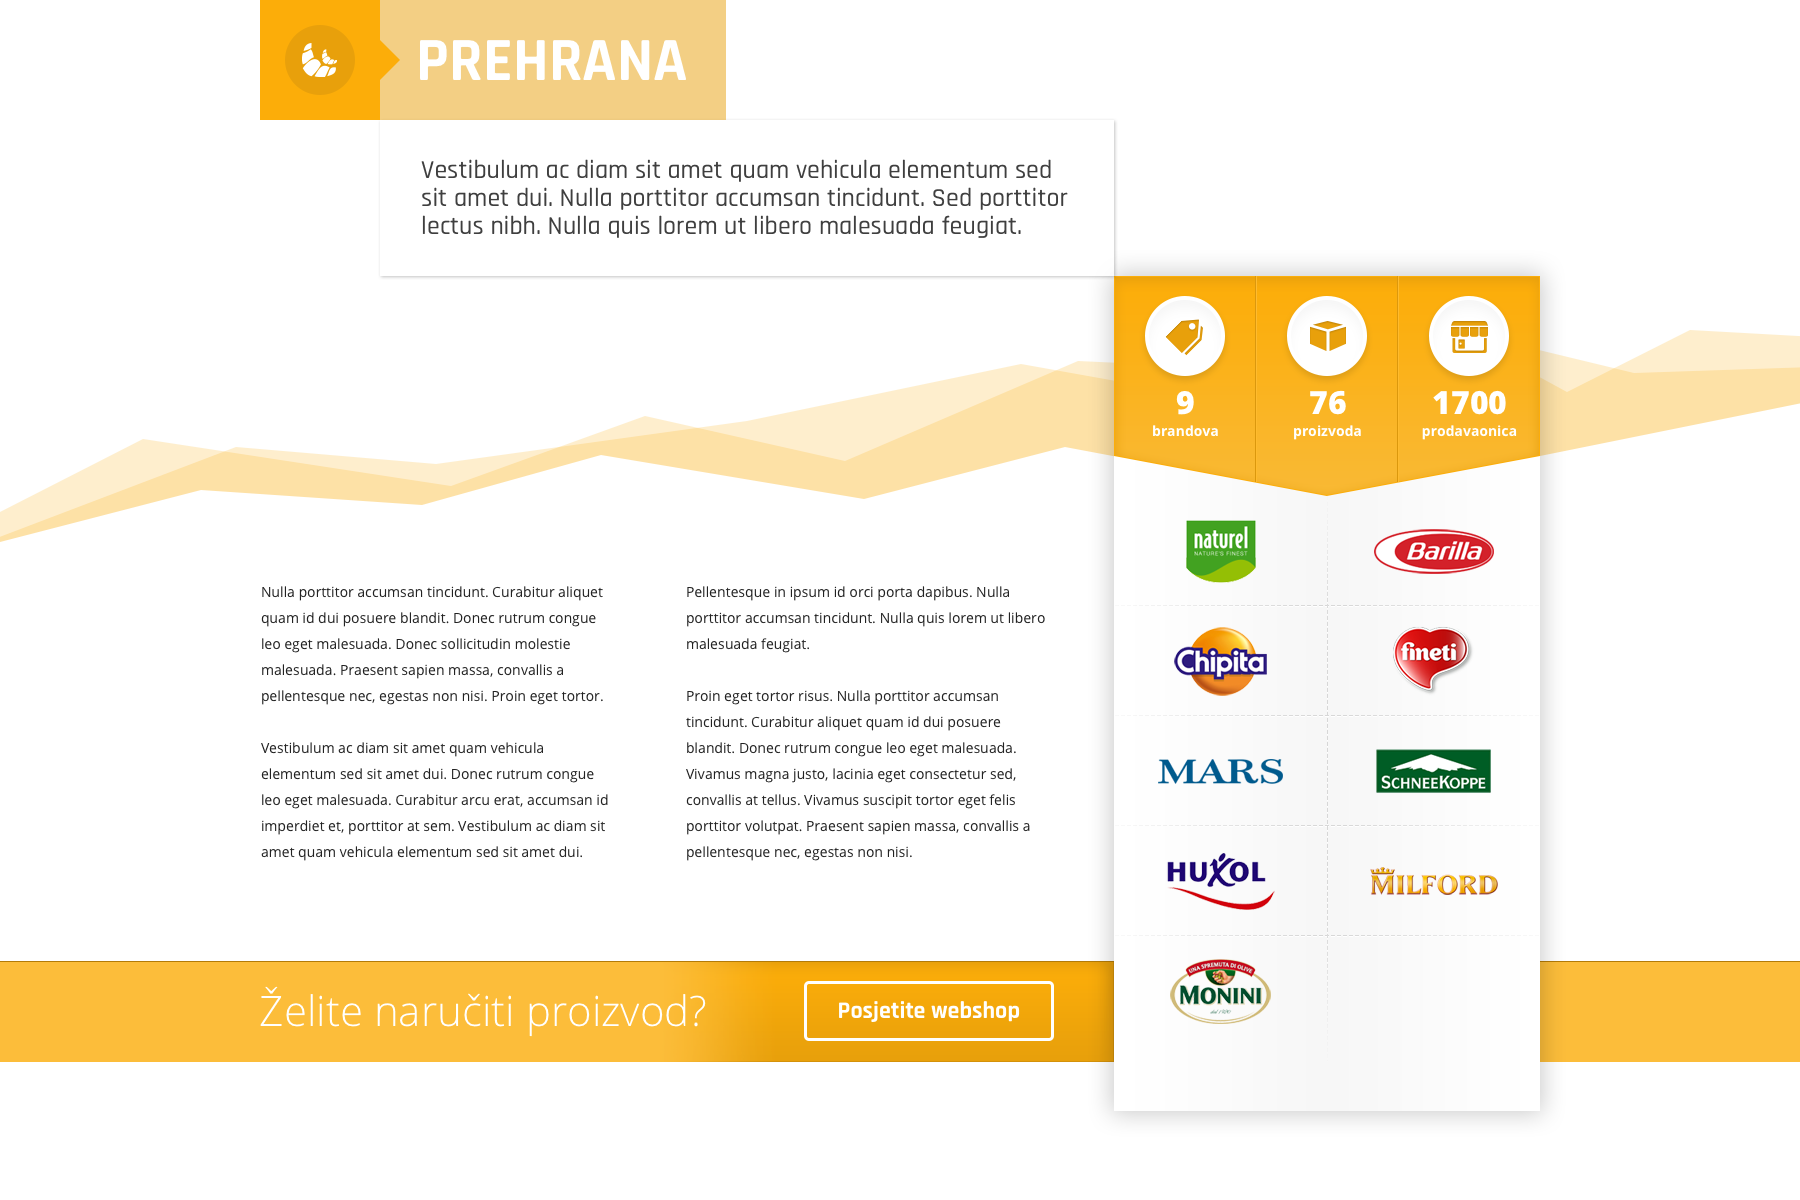 PREHRANA
Vestibulum ac diam sit amet quam vehicula elementum sed
sit amet dui. Nulla porttitor accumsan tincidunt. Sed porttitor
lectus nibh. Nulla quis lorem ut libero malesuada feugiat.
9
brandova
76
proizvoda
1700
prodavaonica
Nulla porttitor accumsan tincidunt. Curabitur aliquet
quam id dui posuere blandit. Donec rutrum congue
leo eget malesuada. Donec sollicitudin molestie
malesuada. Praesent sapien massa, convallis a
pellentesque nec, egestas non nisi. Proin eget tortor.
Vestibulum ac diam sit amet quam vehicula
elementum sed sit amet dui. Donec rutrum congue
leo eget malesuada. Curabitur arcu erat, accumsan id
imperdiet et, porttitor at sem. Vestibulum ac diam sit
amet quam vehicula elementum sed sit amet dui.
Pellentesque in ipsum id orci porta dapibus. Nulla
porttitor accumsan tincidunt. Nulla quis lorem ut libero
malesuada feugiat.
Proin eget tortor risus. Nulla porttitor accumsan
tincidunt. Curabitur aliquet quam id dui posuere
blandit. Donec rutrum congue leo eget malesuada.
Vivamus magna justo, lacinia eget consectetur sed,
convallis at tellus. Vivamus suscipit tortor eget felis
porttitor volutpat. Praesent sapien massa, convallis a
pellentesque nec, egestas non nisi.
naturel
NATURE'S FINEST
Barilla
Chipita
fineti
MARS
SCHNEEKOPPE
HUXOL
MILFORD
UNA SPREMUTA DI OLIVE
MONINI
dal 1920
Želite naručiti proizvod?
Posjetite webshop